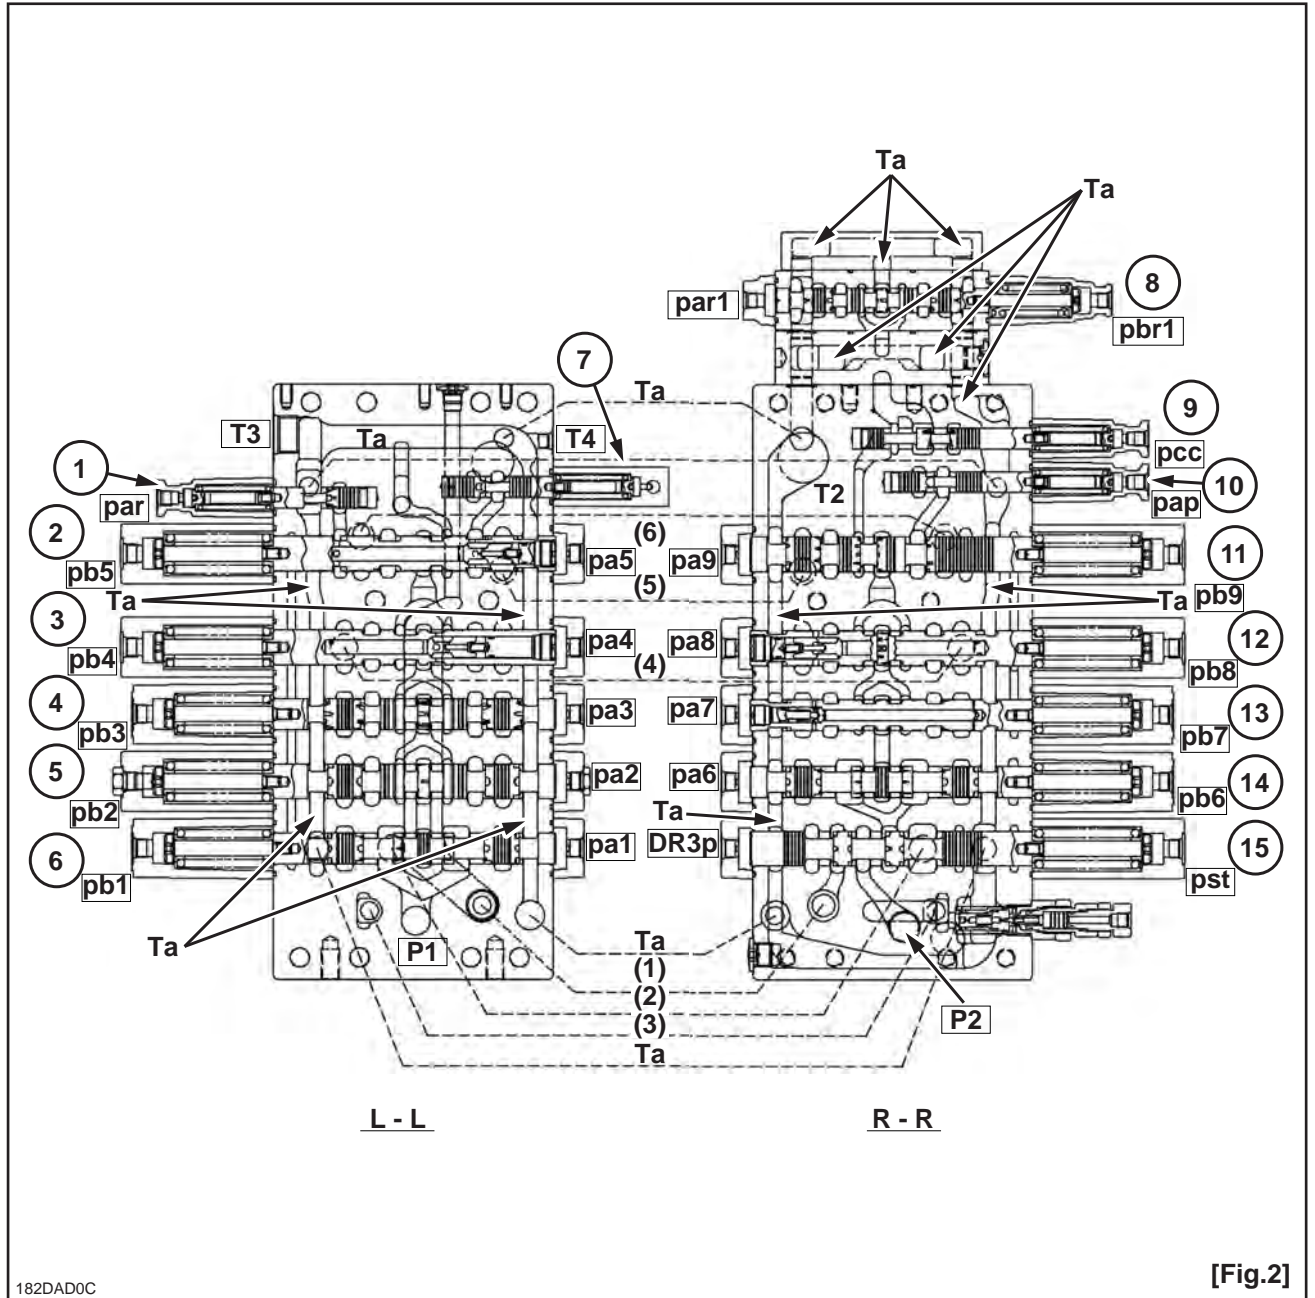 Ta
Ta
par1
8
pbr1
7
Ta
T3
Ta
T4
9
pcc
1
par
T2
pap
10
2
pb5
(6)
pa5
pa9
11
(5)
Ta
Ta
pb9
3
pb4
pa4
(4)
pa8
12
pb8
4
pb3
pa3
pa7
13
pb7
5
pb2
pa2
pa6
14
pb6
Ta
6
pb1
pa1
DR3p
15
pst
Ta
P1
Ta
(1)
(2)
(3)
Ta
P2
L - L
R - R
182DAD0C
[Fig.2]